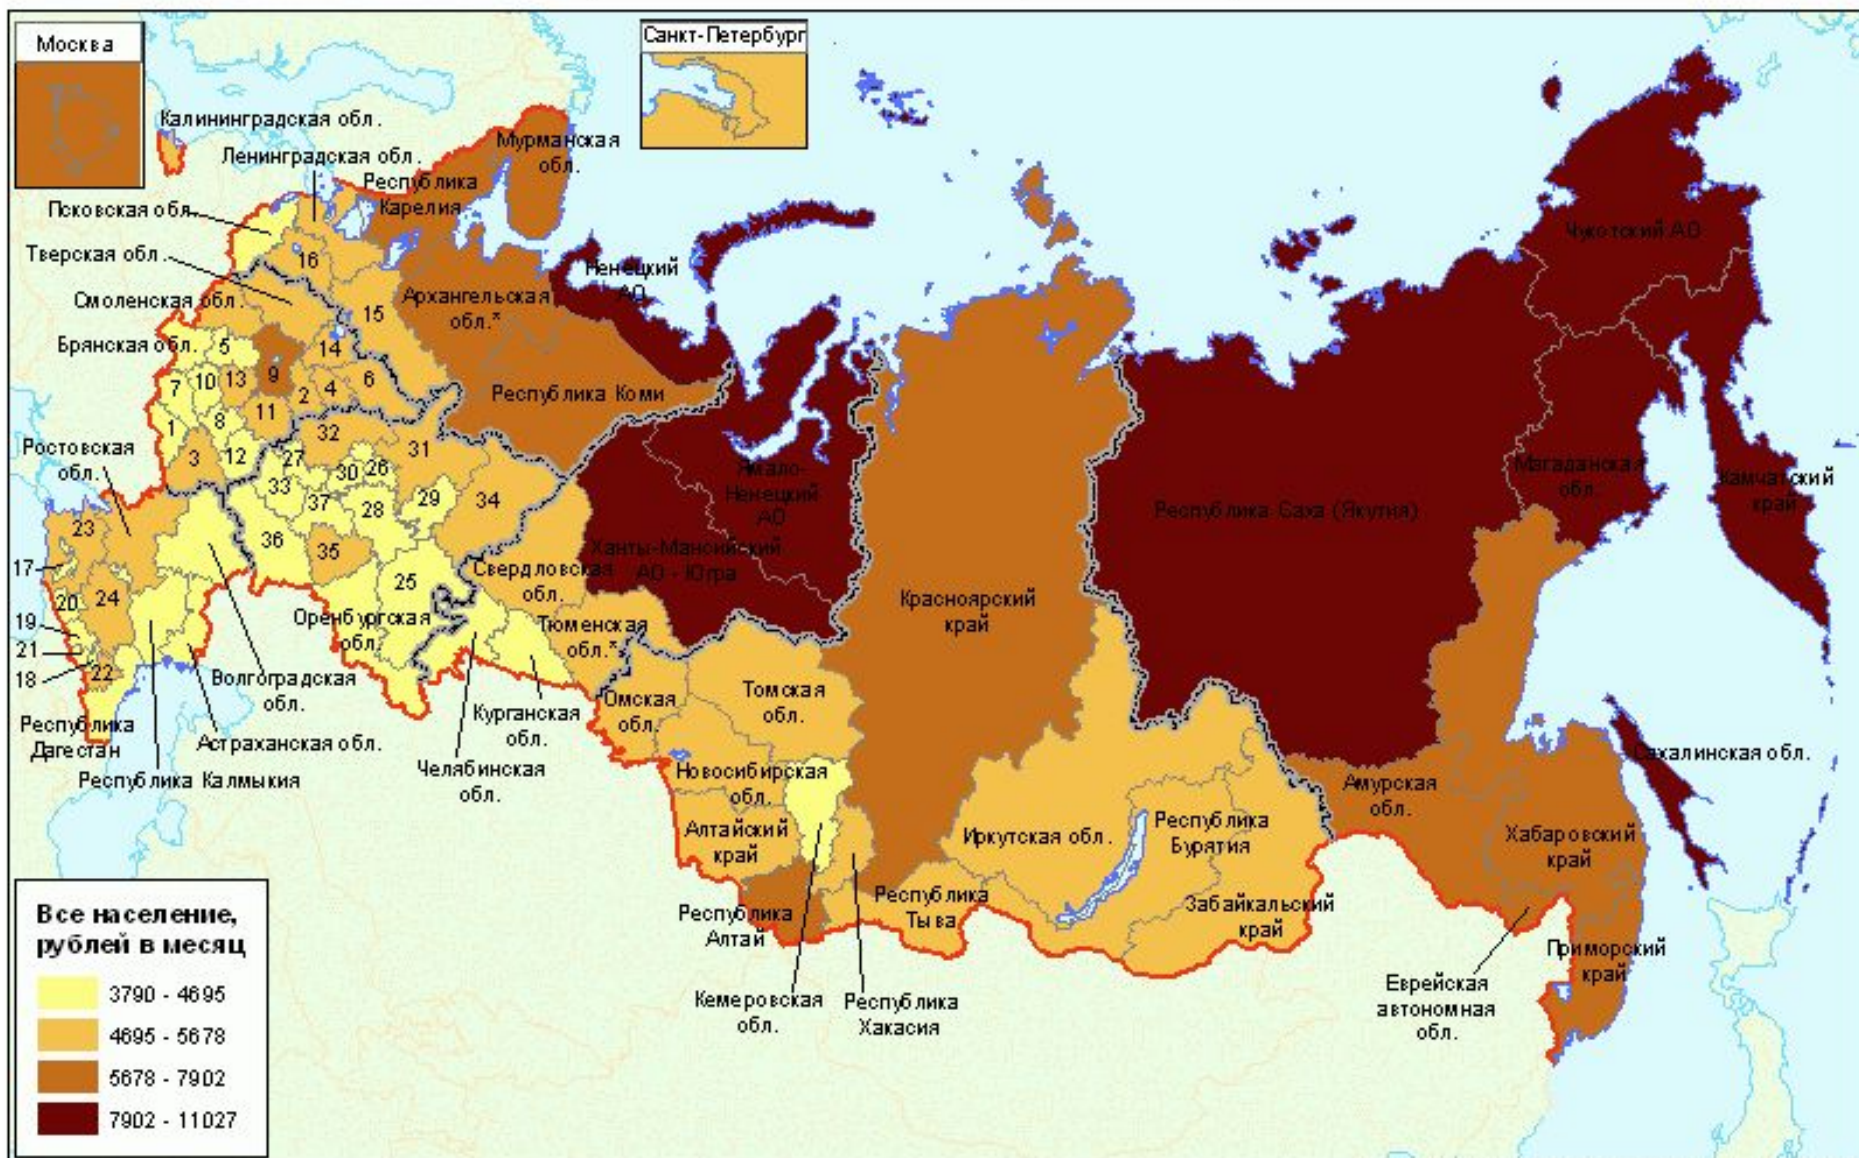 Москва
Санкт-Петербург
Калининградская обл.
Ленинградская обл.
Мурманская
обл.
Республика
Карелия
Псковская обл.
Тверская обл.
Смоленская обл.
Брянская обл.
Архангельская
обл.*
Ненецкий
АО
Чукотский АО
Республика Коми
Ростовская
обл.
Ямало-
Ненецкий
АО
Ханты-Мансийский
АО - Югра
Республика Саха (Якутия)
Магаданская
обл.
Камчатский
край
Красноярский
край
Свердловская
обл.
Тюменская
обл.*
Оренбургская
обл.
Волгоградская
обл.
Астраханская обл.
Республика
Дагестан
Республика Калмыкия
Курганская
обл.
Челябинская
обл.
Омская
обл.
Томская
обл.
Новосибирская
обл.
Алтайский
край
Республика
Алтай
Кемеровская
обл.
Республика
Хакасия
Республика
Тыва
Иркутская обл.
Республика
Бурятия
Забайкальский
край
Амурская
обл.
Хабаровский
край
Сахалинская обл.
Приморский
край
Еврейская
автономная
обл.
16
15
14
5
9
6
7
10
13
2
4
11
1
8
12
3
32
31
27
30
26
33
37
28
29
34
36
35
25
23
17
20
24
19
21
18
22
Все население,
рублей в месяц
3790 - 4695
4695 - 5678
5678 - 7902
7902 - 11027